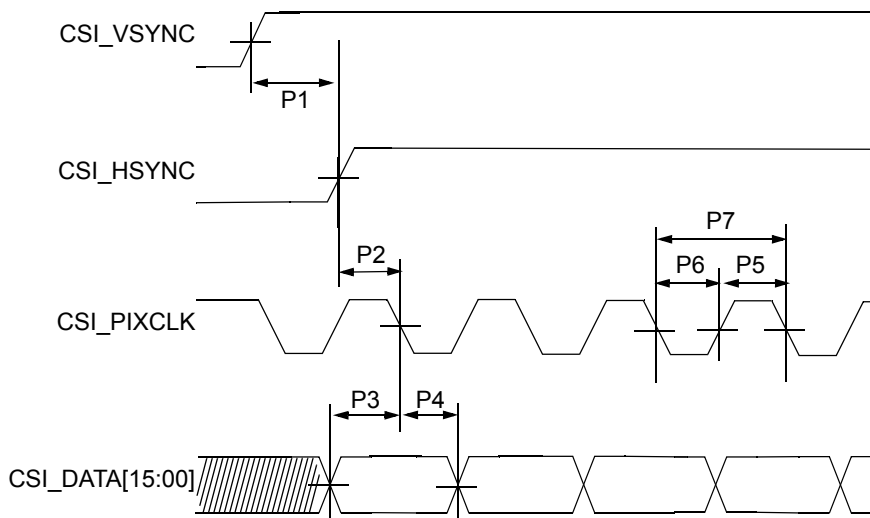 CSI_VSYNC
P1
CSI_HSYNC
P7
P2
P6 P5
CSI_PIXCLK
P3 P4
CSI_DATA[15:00]